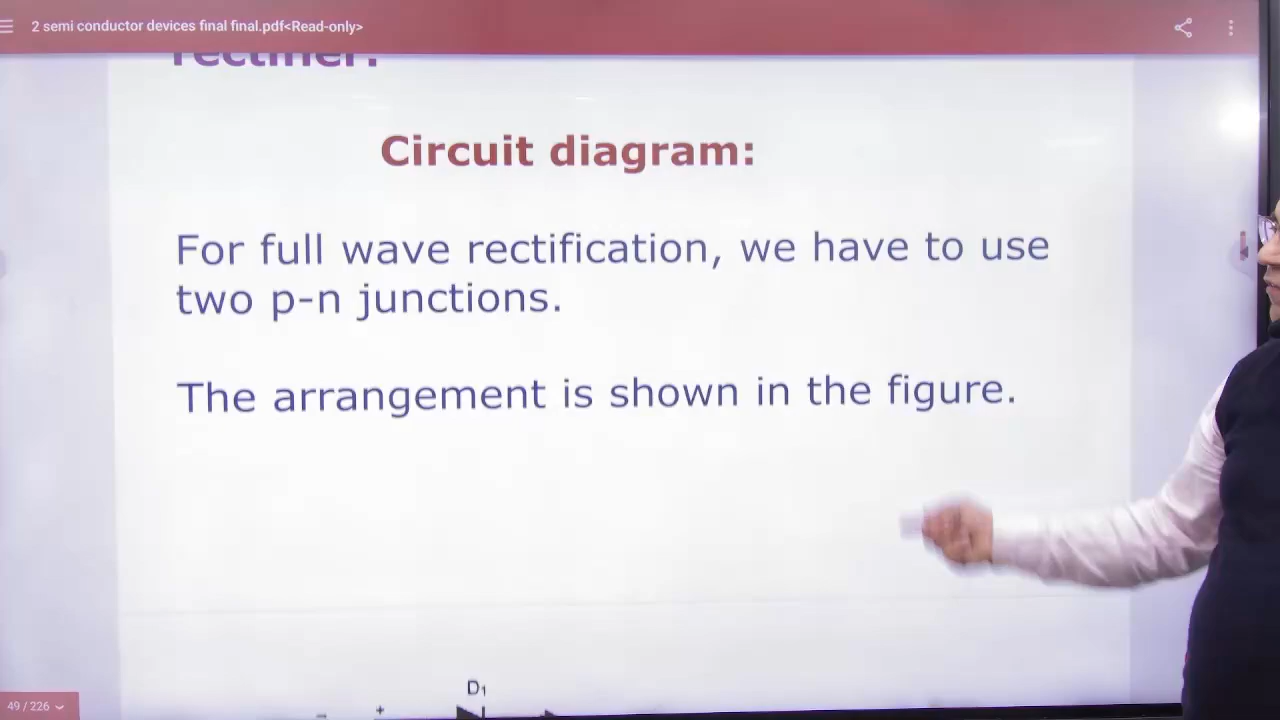 2 semi conductor devices final final.pdf<Read-only>
rectifier.
Circuit diagram:
For full wave rectification, we have to use
two p-n junctions.
The arrangement is shown in the figure.
D₁
+
49 / 226